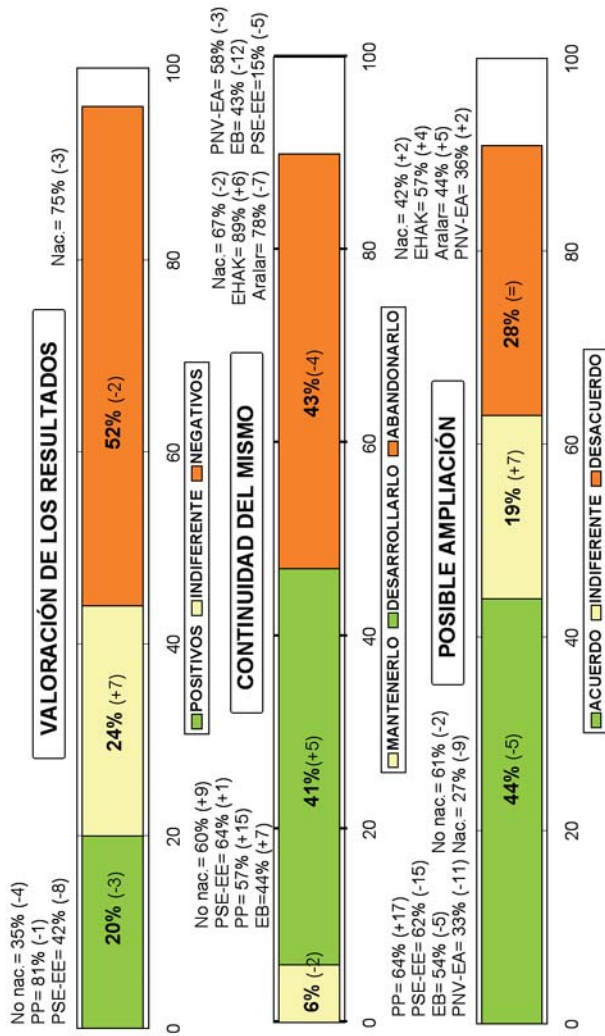 VALORACIÓN DE LOS RESULTADOS
No nac.= 35% (-4)
PP= 81% (-1)
PSE-EE= 42% (-8)
Nac.= 75% (-3)
20% (-3)
24% (+7)
52% (-2)
0 20 40 60 80 100
POSITIVOS INDIFERENTE NEGATIVOS
CONTINUIDAD DEL MISMO
No nac.= 60% (+9)
PSE-EE= 64% (+1)
PP= 57% (+15)
EB=44% (+7)
Nac.= 67% (-2)
EHAK= 89% (+6)
Aralar= 78% (-7)
PNV-EA= 58% (-3)
EB= 43% (-12)
PSE-EE=15% (-5)
6% (-2)
41%(+5)
43%(-4)
0 20 40 60 80 100
MANTENERLO DESARROLLARLO ABANDONARLO
POSIBLE AMPLIACIÓN
PP= 64% (+17)
PSE-EE= 62% (-15)
EB= 54% (-5)
PNV-EA= 33% (-11)
No nac.= 61% (-2)
Nac.= 27% (-9)
Nac.= 42% (+2)
EHAK= 57% (+4)
Aralar= 44% (+5)
PNV-EA= 36% (+2)
44% (-5)
19% (+7)
28% (=)
0 20 40 60 80 100
ACUERDO INDIFERENTE DESACUERDO